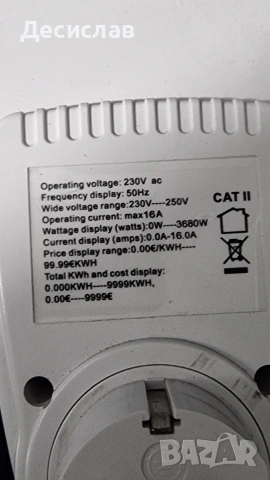 Десислав
Operating voltage: 230V ac
Frequency display: 50Hz
Wide voltage range:230V----250V
Operating current: max16A
Wattage display (watts):0W----3680W
Current display (amps):0.0A-16.0A
Price display range:0.00€/KWH----
99.99€KWH
Total KWh and cost display:
0.000KWH----9999KWH,
0.00€----9999€
CAT II
BAZAR